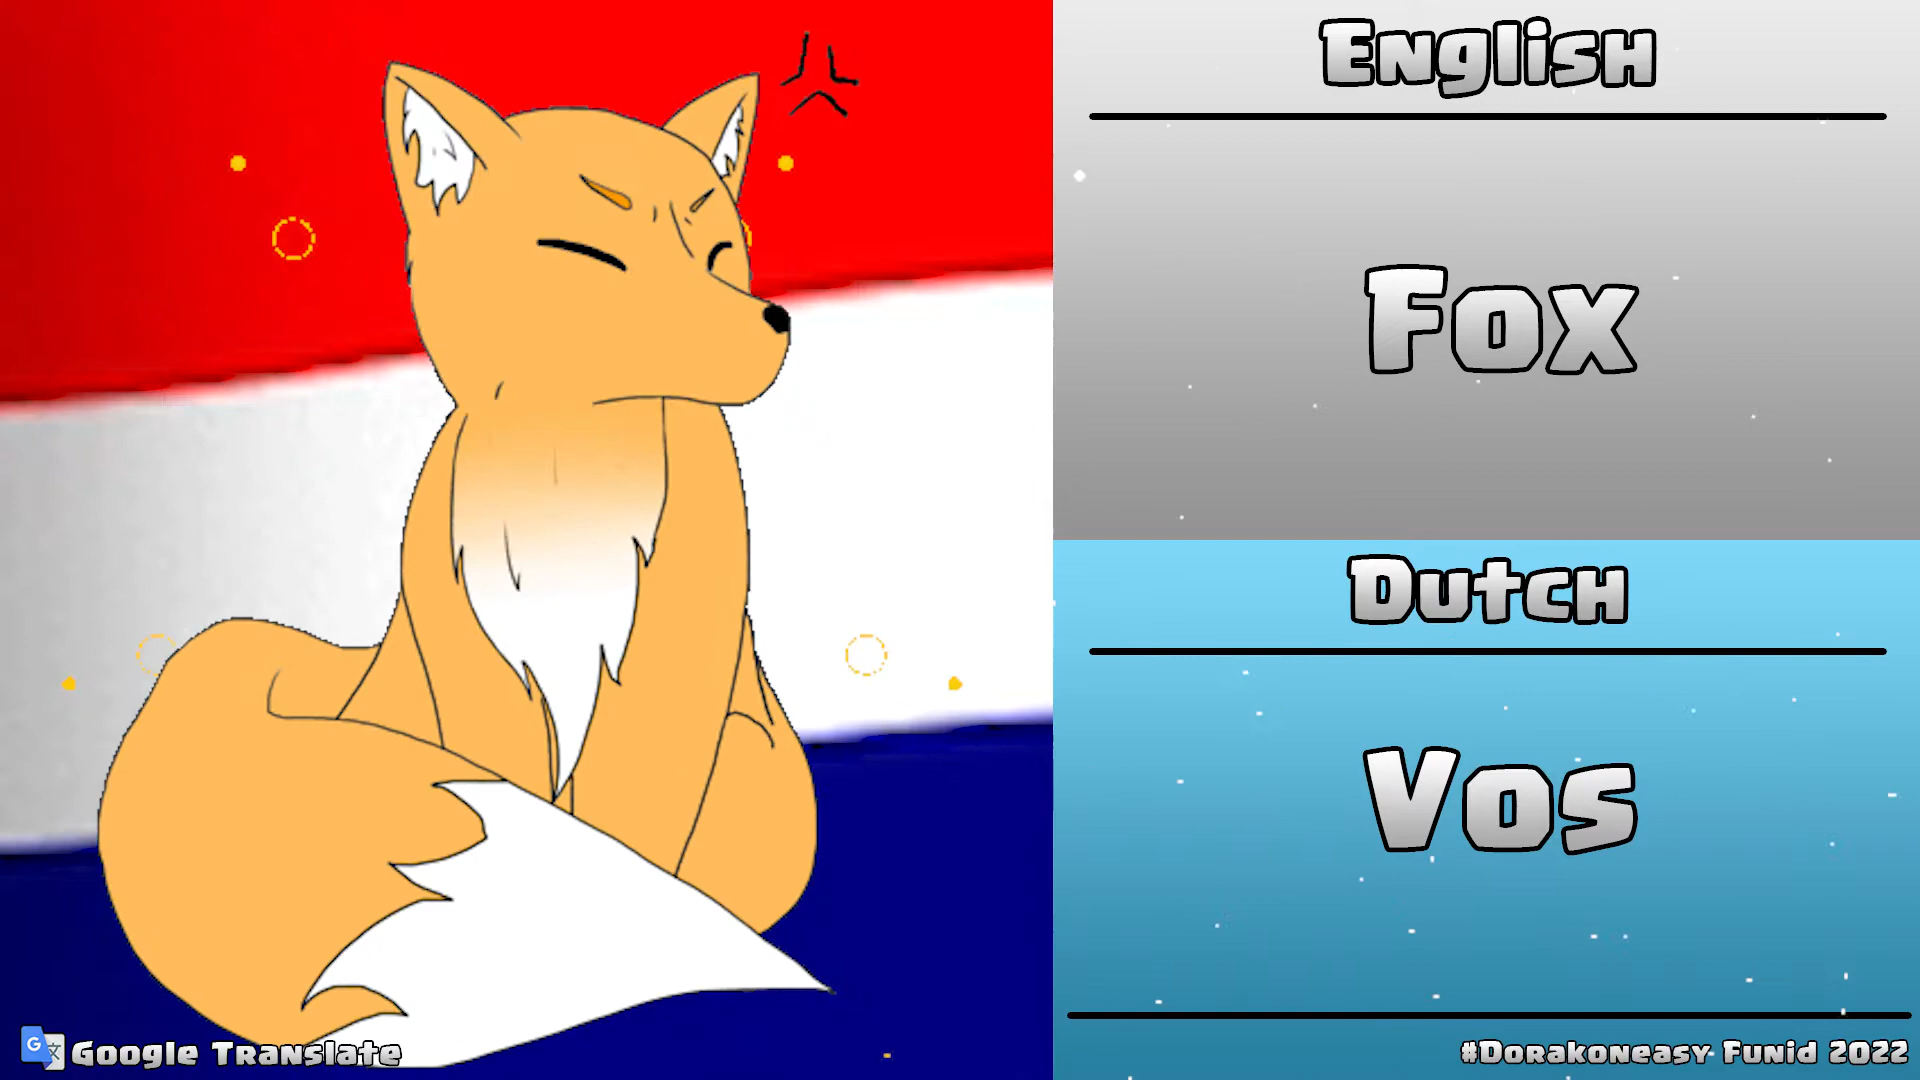 English
Fox
Dutch
Vos
Google Translate
#Dorakoneasy Funid 2022